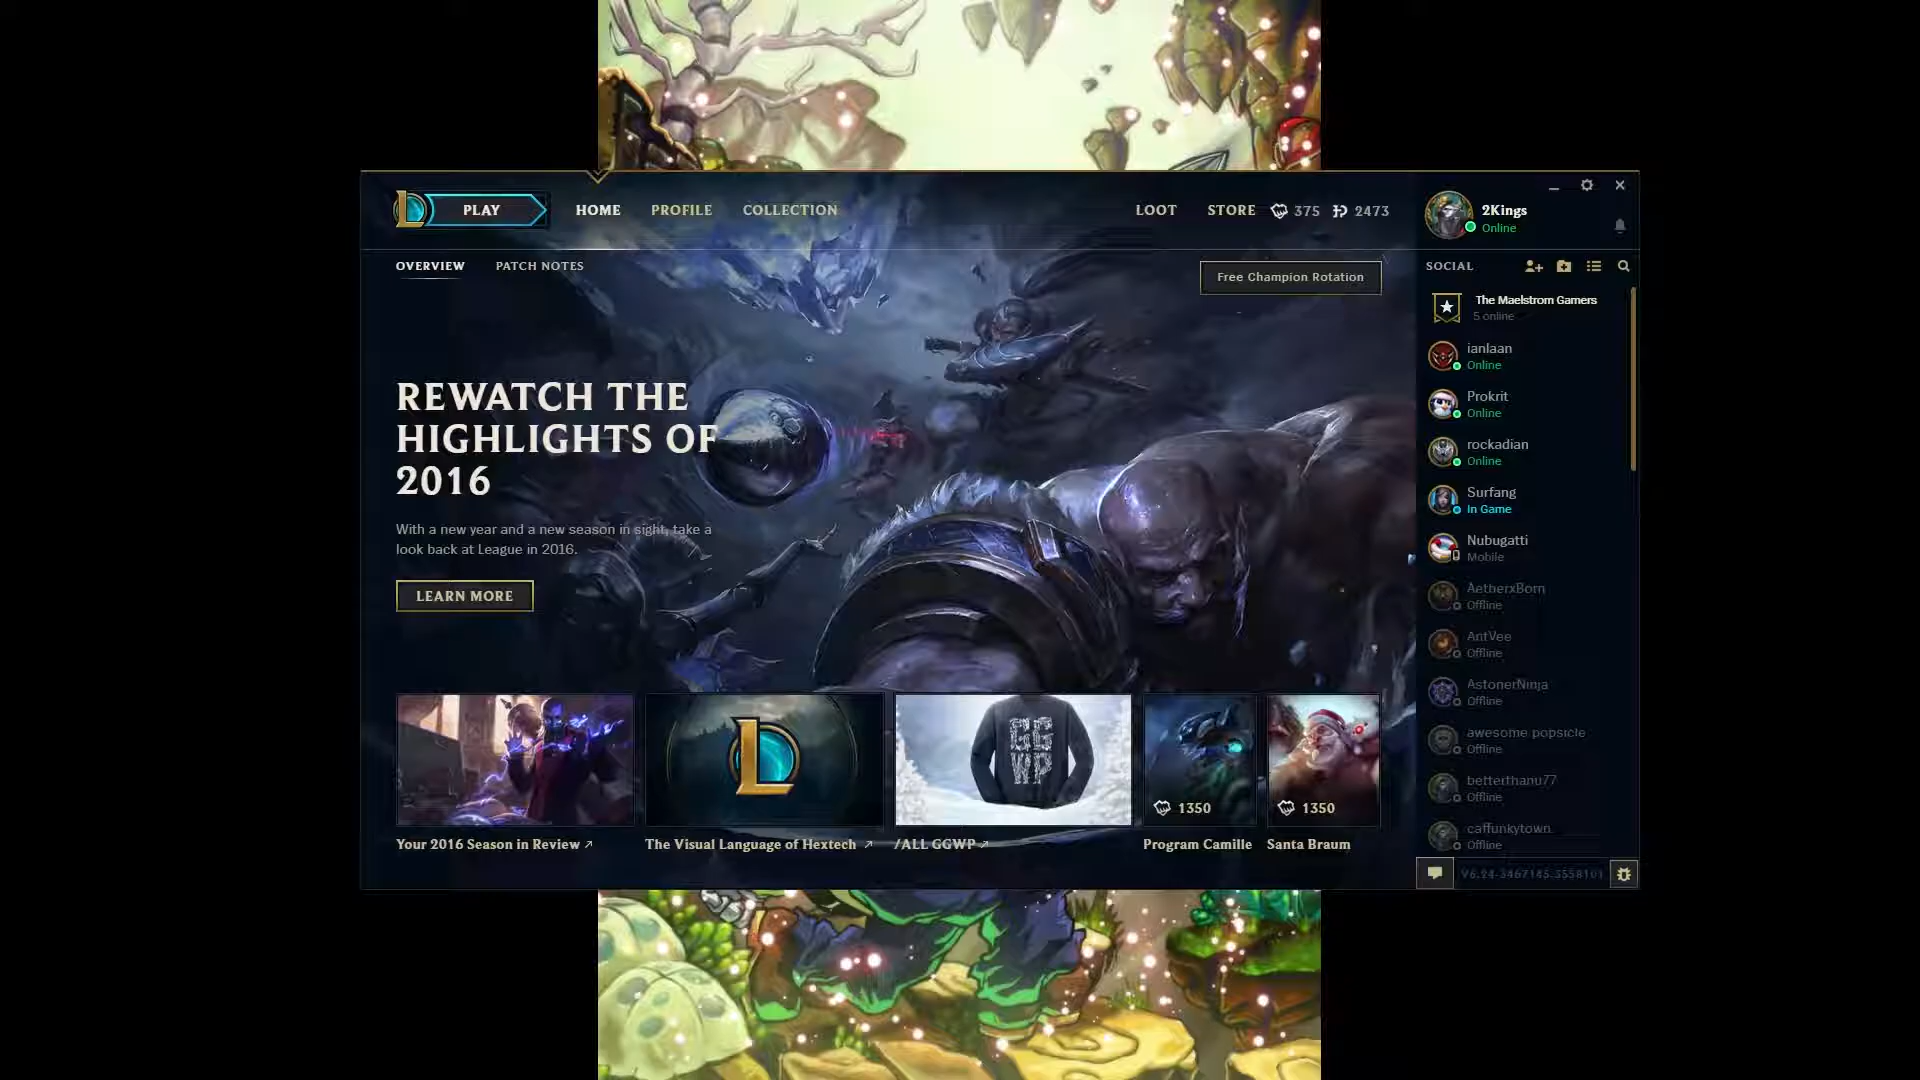 PLAY
HOME
PROFILE
COLLECTION
LOOT
STORE
375
2473
2Kings
Online
OVERVIEW
PATCH NOTES
Free Champion Rotation
SOCIAL
The Maelstrom Gamers
5 online
ianlaan
Online
Prokrit
Online
rockadian
Online
Surfang
In Game
Nubugatti
Mobile
AetherxBorn
Offline
AntVee
Offline
AstonerNinja
Offline
awesome popsicle
Offline
betterthanu77
Offline
caffunkytown
Offline
REWATCH THE
HIGHLIGHTS OF
2016
With a new year and a new season in sight, take a
look back at League in 2016.
LEARN MORE
GG
WP
1350
1350
Your 2016 Season in Review
The Visual Language of Hextech
/ALL GGWP
Program Camille
Santa Braum